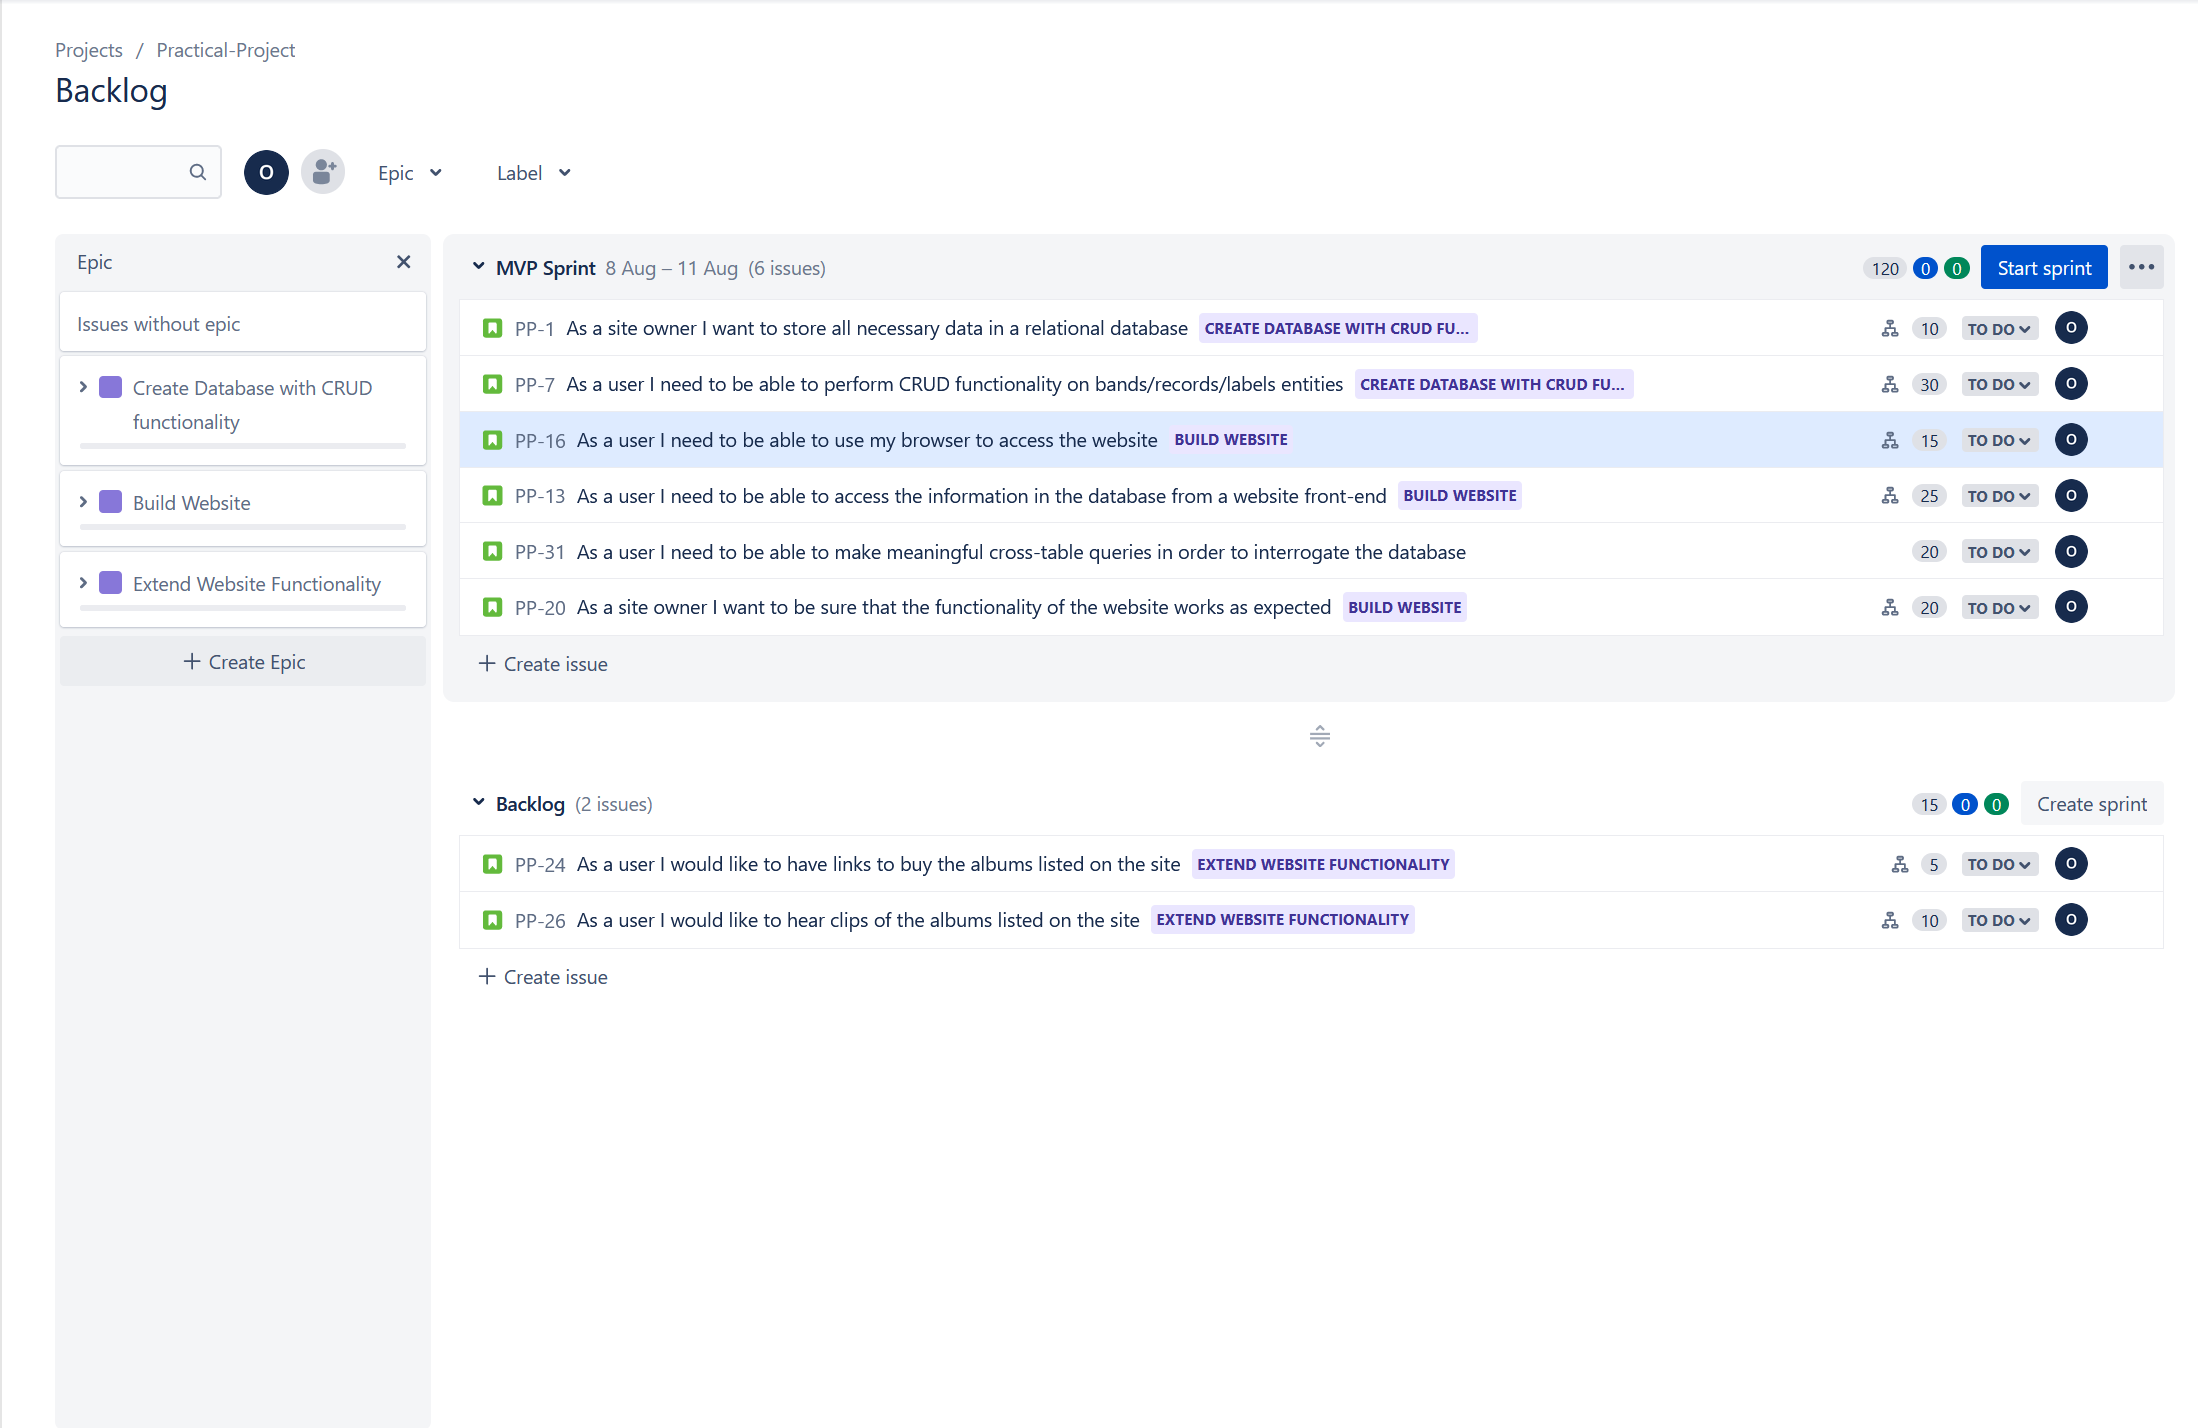 Projects / Practical-Project
Backlog
O
Epic
Label
Epic
Issues without epic
Create Database with CRUD
functionality
Build Website
Extend Website Functionality
+ Create Epic
MVP Sprint 8 Aug – 11 Aug (6 issues) 120 0 0 Start sprint
PP-1 As a site owner I want to store all necessary data in a relational database CREATE DATABASE WITH CRUD FU... 10 TO DO O
PP-7 As a user I need to be able to perform CRUD functionality on bands/records/labels entities CREATE DATABASE WITH CRUD FU... 30 TO DO O
PP-16 As a user I need to be able to use my browser to access the website BUILD WEBSITE 15 TO DO O
PP-13 As a user I need to be able to access the information in the database from a website front-end BUILD WEBSITE 25 TO DO O
PP-31 As a user I need to be able to make meaningful cross-table queries in order to interrogate the database 20 TO DO O
PP-20 As a site owner I want to be sure that the functionality of the website works as expected BUILD WEBSITE 20 TO DO O
+ Create issue
Backlog (2 issues) 15 0 0 Create sprint
PP-24 As a user I would like to have links to buy the albums listed on the site EXTEND WEBSITE FUNCTIONALITY 5 TO DO O
PP-26 As a user I would like to hear clips of the albums listed on the site EXTEND WEBSITE FUNCTIONALITY 10 TO DO O
+ Create issue